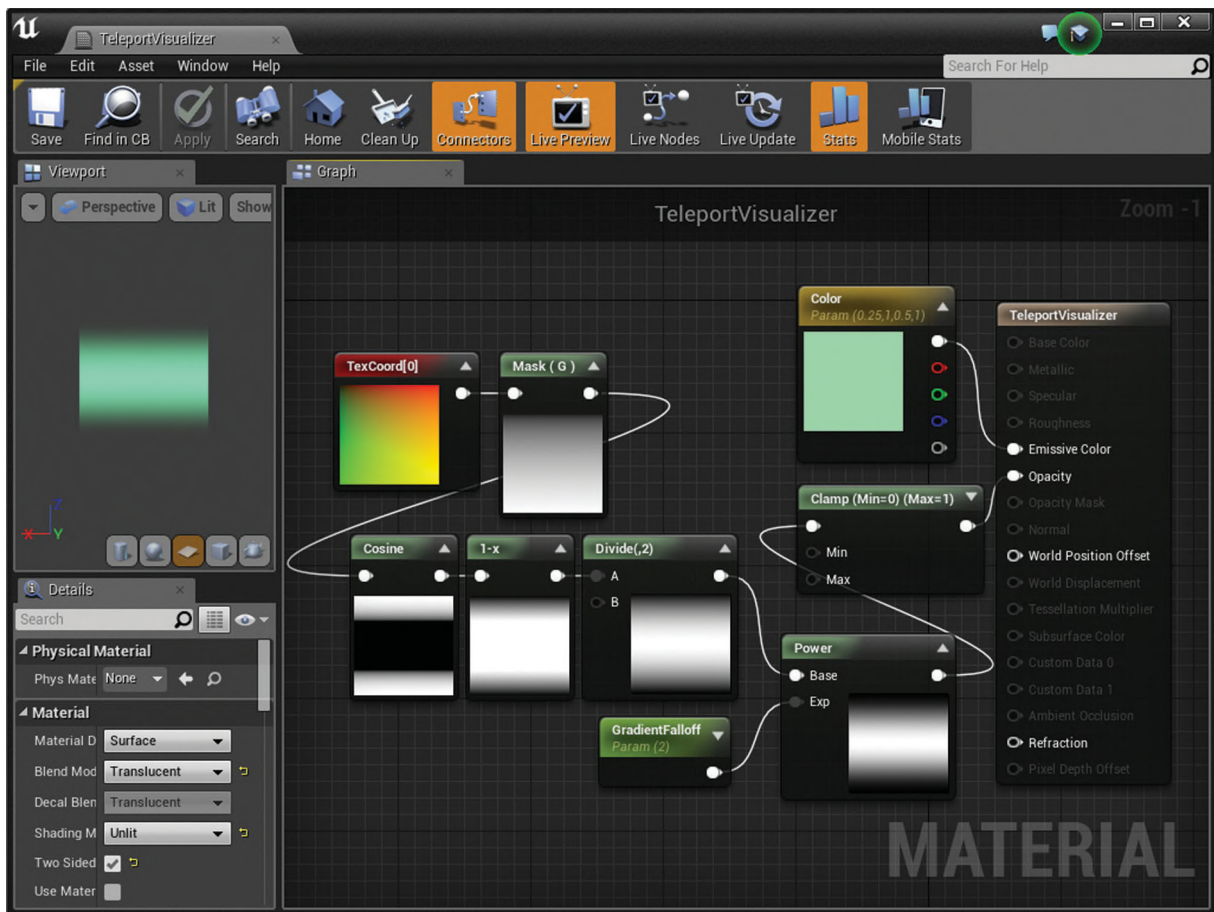 TeleportVisualizer
File Edit Asset Window Help
Search For Help
Save Find in CB Apply Search Home Clean Up Connectors Live Preview Live Nodes Live Update Stats Mobile Stats
Viewport
Perspective Lit Show
X Y Z
Details
Search
Physical Material
Phys Mate None
Material
Material D Surface
Blend Mod Translucent
Decal Blen Translucent
Shading M Unlit
Two Sided
Use Mater
Graph
TeleportVisualizer
Zoom -1
TexCoord[0]
Mask ( G )
Cosine
1-x
Divide(,2)
A
B
GradientFalloff
Param (2)
Color
Param (0.25,1,0.5,1)
Clamp (Min=0) (Max=1)
Min
Max
Power
Base
Exp
TeleportVisualizer
Base Color
Metallic
Specular
Roughness
Emissive Color
Opacity
Opacity Mask
Normal
World Position Offset
World Displacement
Tessellation Multiplier
Subsurface Color
Custom Data 0
Custom Data 1
Ambient Occlusion
Refraction
Pixel Depth Offset
MATERIAL